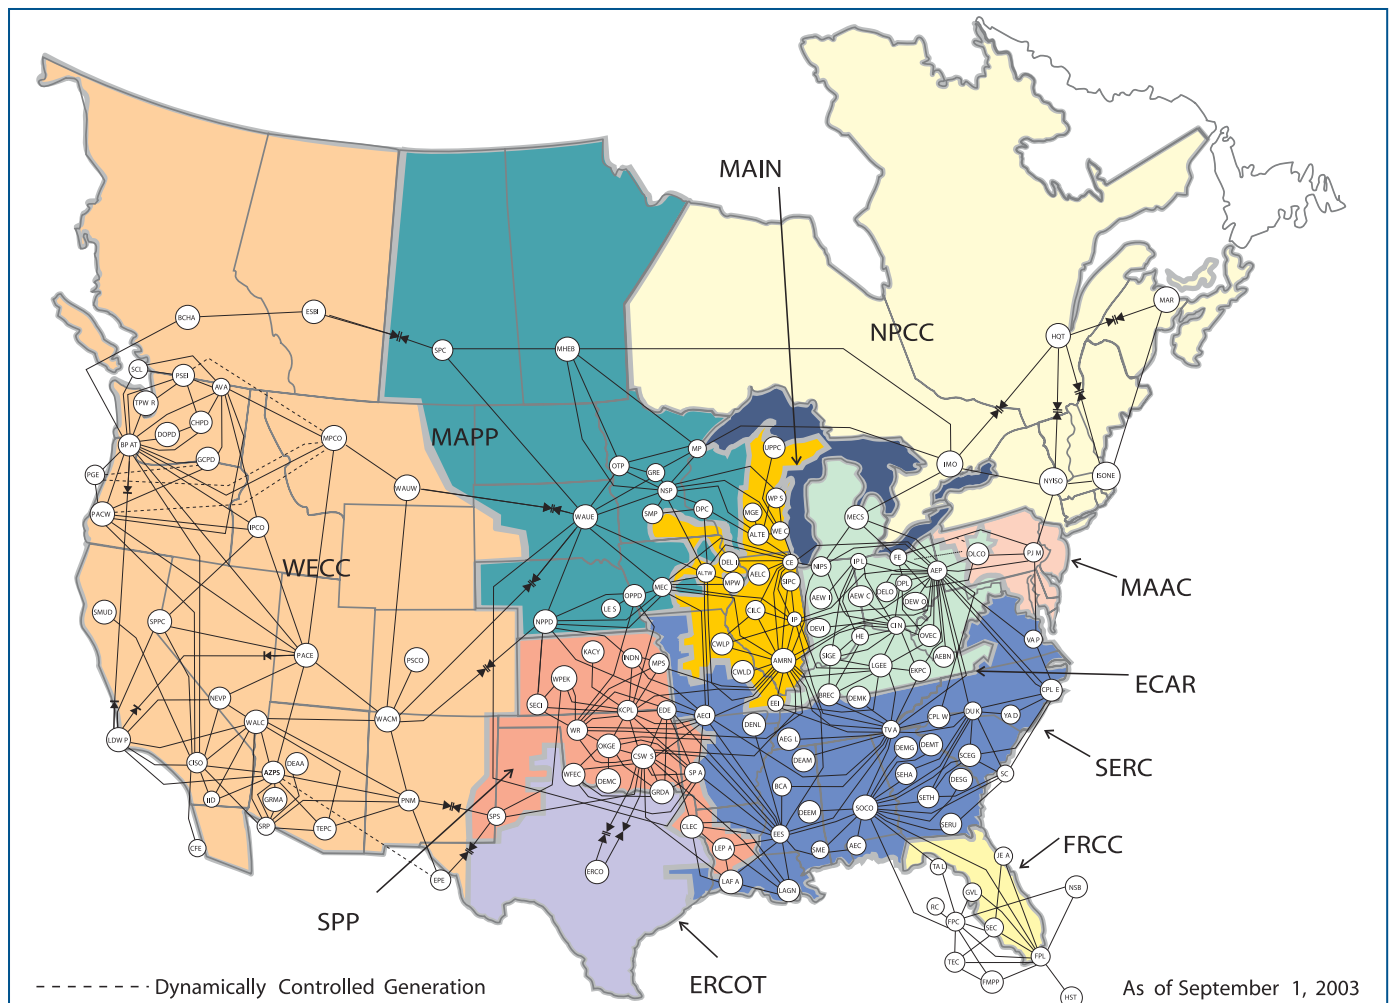 MAIN
MAR
ESBI
BCHA
NPCC
HQT
SPC
MHEB
SCL
PSEI
AVA
TPW R
CHPD
DOPD
MPCO
MAPP
BP AT
GCPD
MP
UPPC
OTP
GRE
IMO
PGE
WAUW
NSP
NYISO
ISONE
WP S
PACW
IPCO
WAUE
SMP
DPC
MGE
MECS
WE C
ALTE
WECC
DEL I
CE
NIPS
IP L
FE
DLCO
PJ M
ALTW
MPW
AELC
SIPC
AEP
MAAC
MEC
OPPD
LE S
AEW I
AEW C
DELO
DPL
DEW O
SMUD
SPPC
NPPD
CILC
IP
DEVI
CIN
HE
OVEC
VA P
PACE
PSCO
KACY
INDN
MPS
CWLP
CWLD
AMRN
SIGE
LGEE
AEBN
EKPC
WPEK
ECAR
NEVP
SECI
KCPL
EDE
AECI
EEI
BREC
DEMK
CPL E
WALC
WACM
WR
DENL
TV A
CPL W
DU K
YA D
LDW P
OKGE
CSW S
AEG L
DEMG
DEMT
SERC
CISO
AZPS
DEAA
WFEC
DEMC
SP A
DEAM
SEHA
SCEG
DESG
SC
IID
GRMA
PNM
GRDA
BCA
SETH
SRP
TEPC
SPS
DEEM
SOCO
SERU
CLEC
EES
CFE
LEP A
SME
AEC
FRCC
EPE
ERCO
LAF A
LAGN
TA L
JE A
GVL
NSB
SPP
RC
FPC
SEC
ERCOT
TEC
FPL
FMPP
HST
Dynamically Controlled Generation
As of September 1, 2003